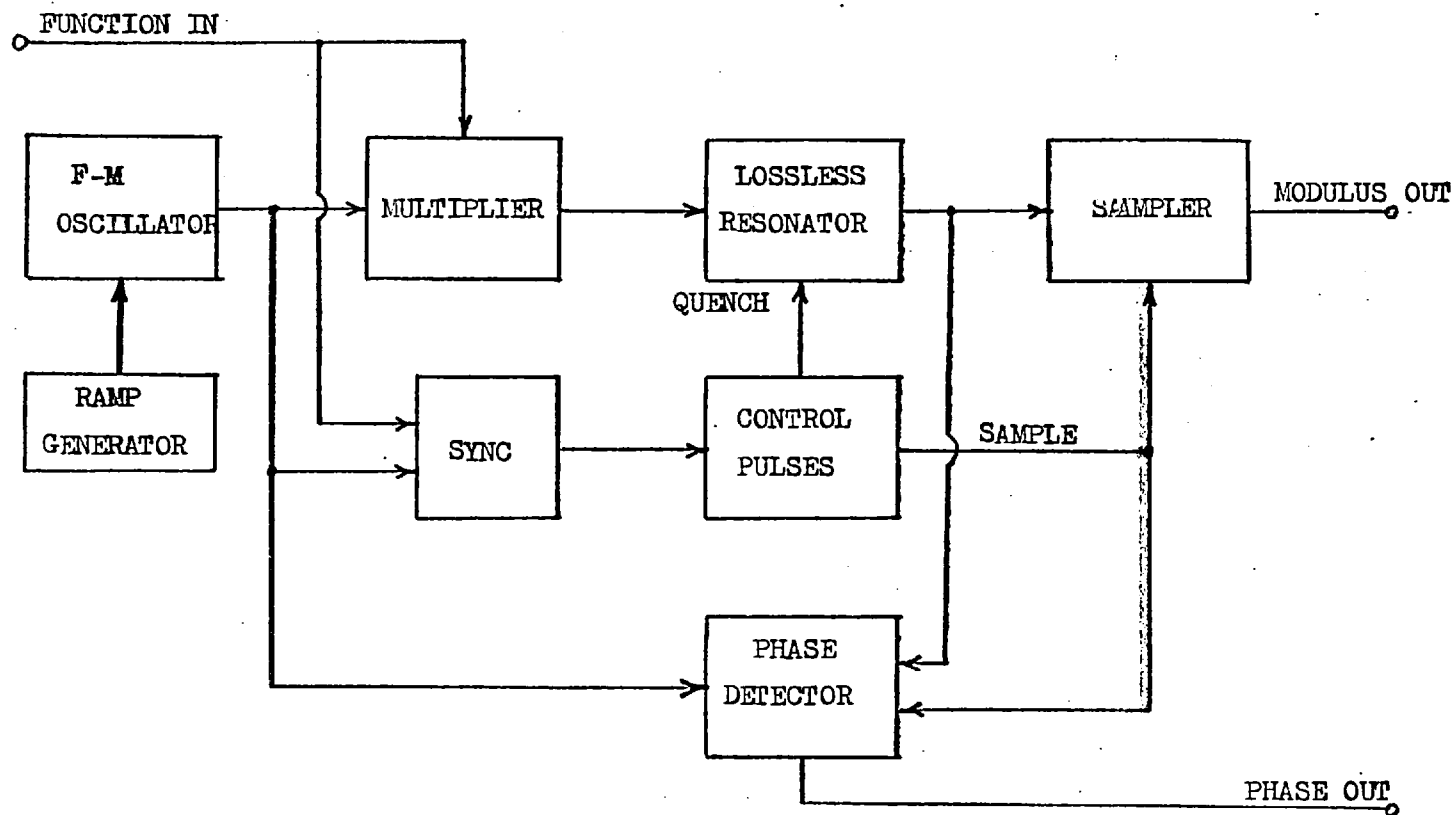 FUNCTION IN
F-M
OSCILLATOR
MULTIPLIER
LOSSLESS
RESONATOR
SAMPLER
MODULUS OUT
QUENCH
RAMP
GENERATOR
SYNC
CONTROL
PULSES
SAMPLE
PHASE
DETECTOR
PHASE OUT